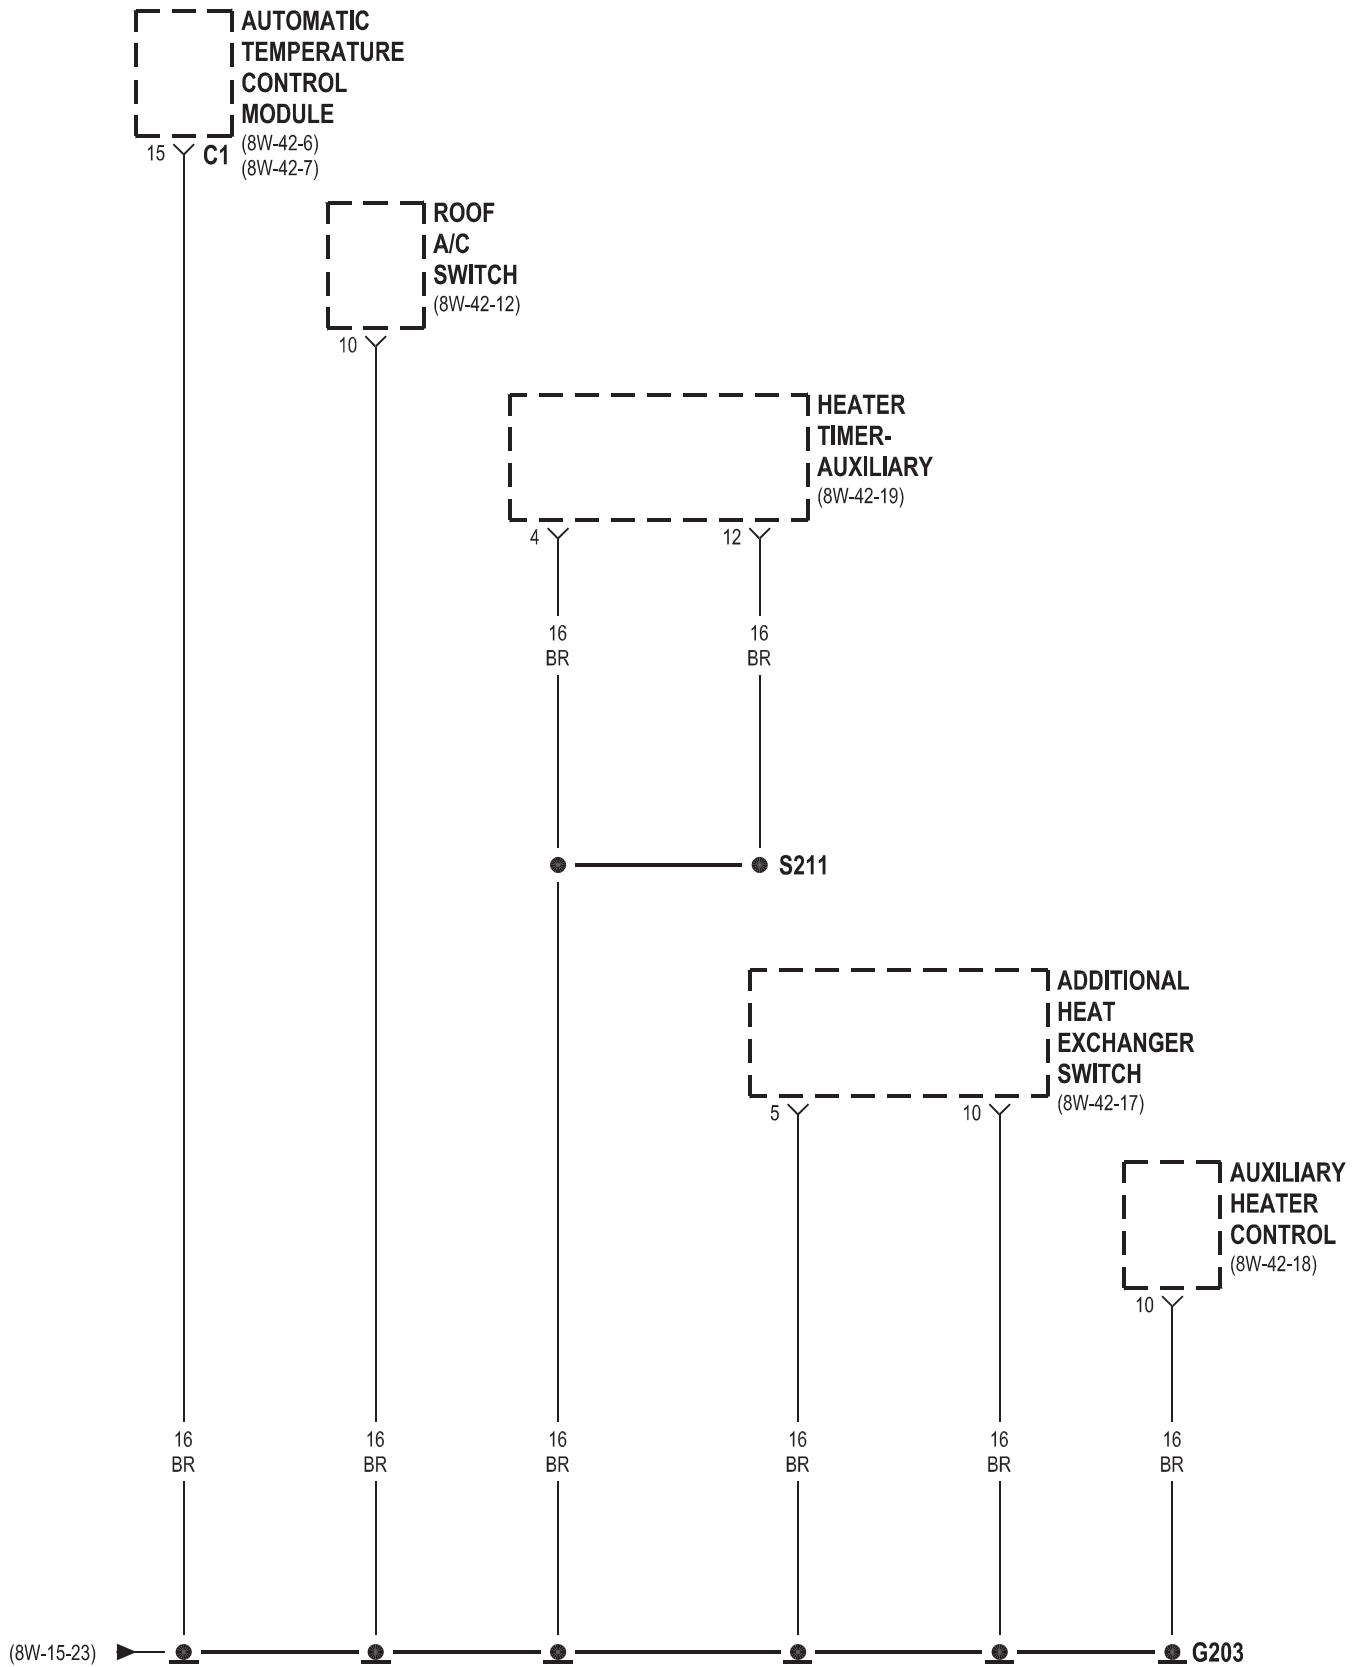 AUTOMATIC
TEMPERATURE
CONTROL
MODULE
(8W-42-6)
(8W-42-7)
15
C1
ROOF
A/C
SWITCH
(8W-42-12)
10
HEATER
TIMER-
AUXILIARY
(8W-42-19)
4
12
16
BR
16
BR
S211
ADDITIONAL
HEAT
EXCHANGER
SWITCH
(8W-42-17)
5
10
AUXILIARY
HEATER
CONTROL
(8W-42-18)
10
16
BR
16
BR
16
BR
16
BR
16
BR
16
BR
(8W-15-23)
G203